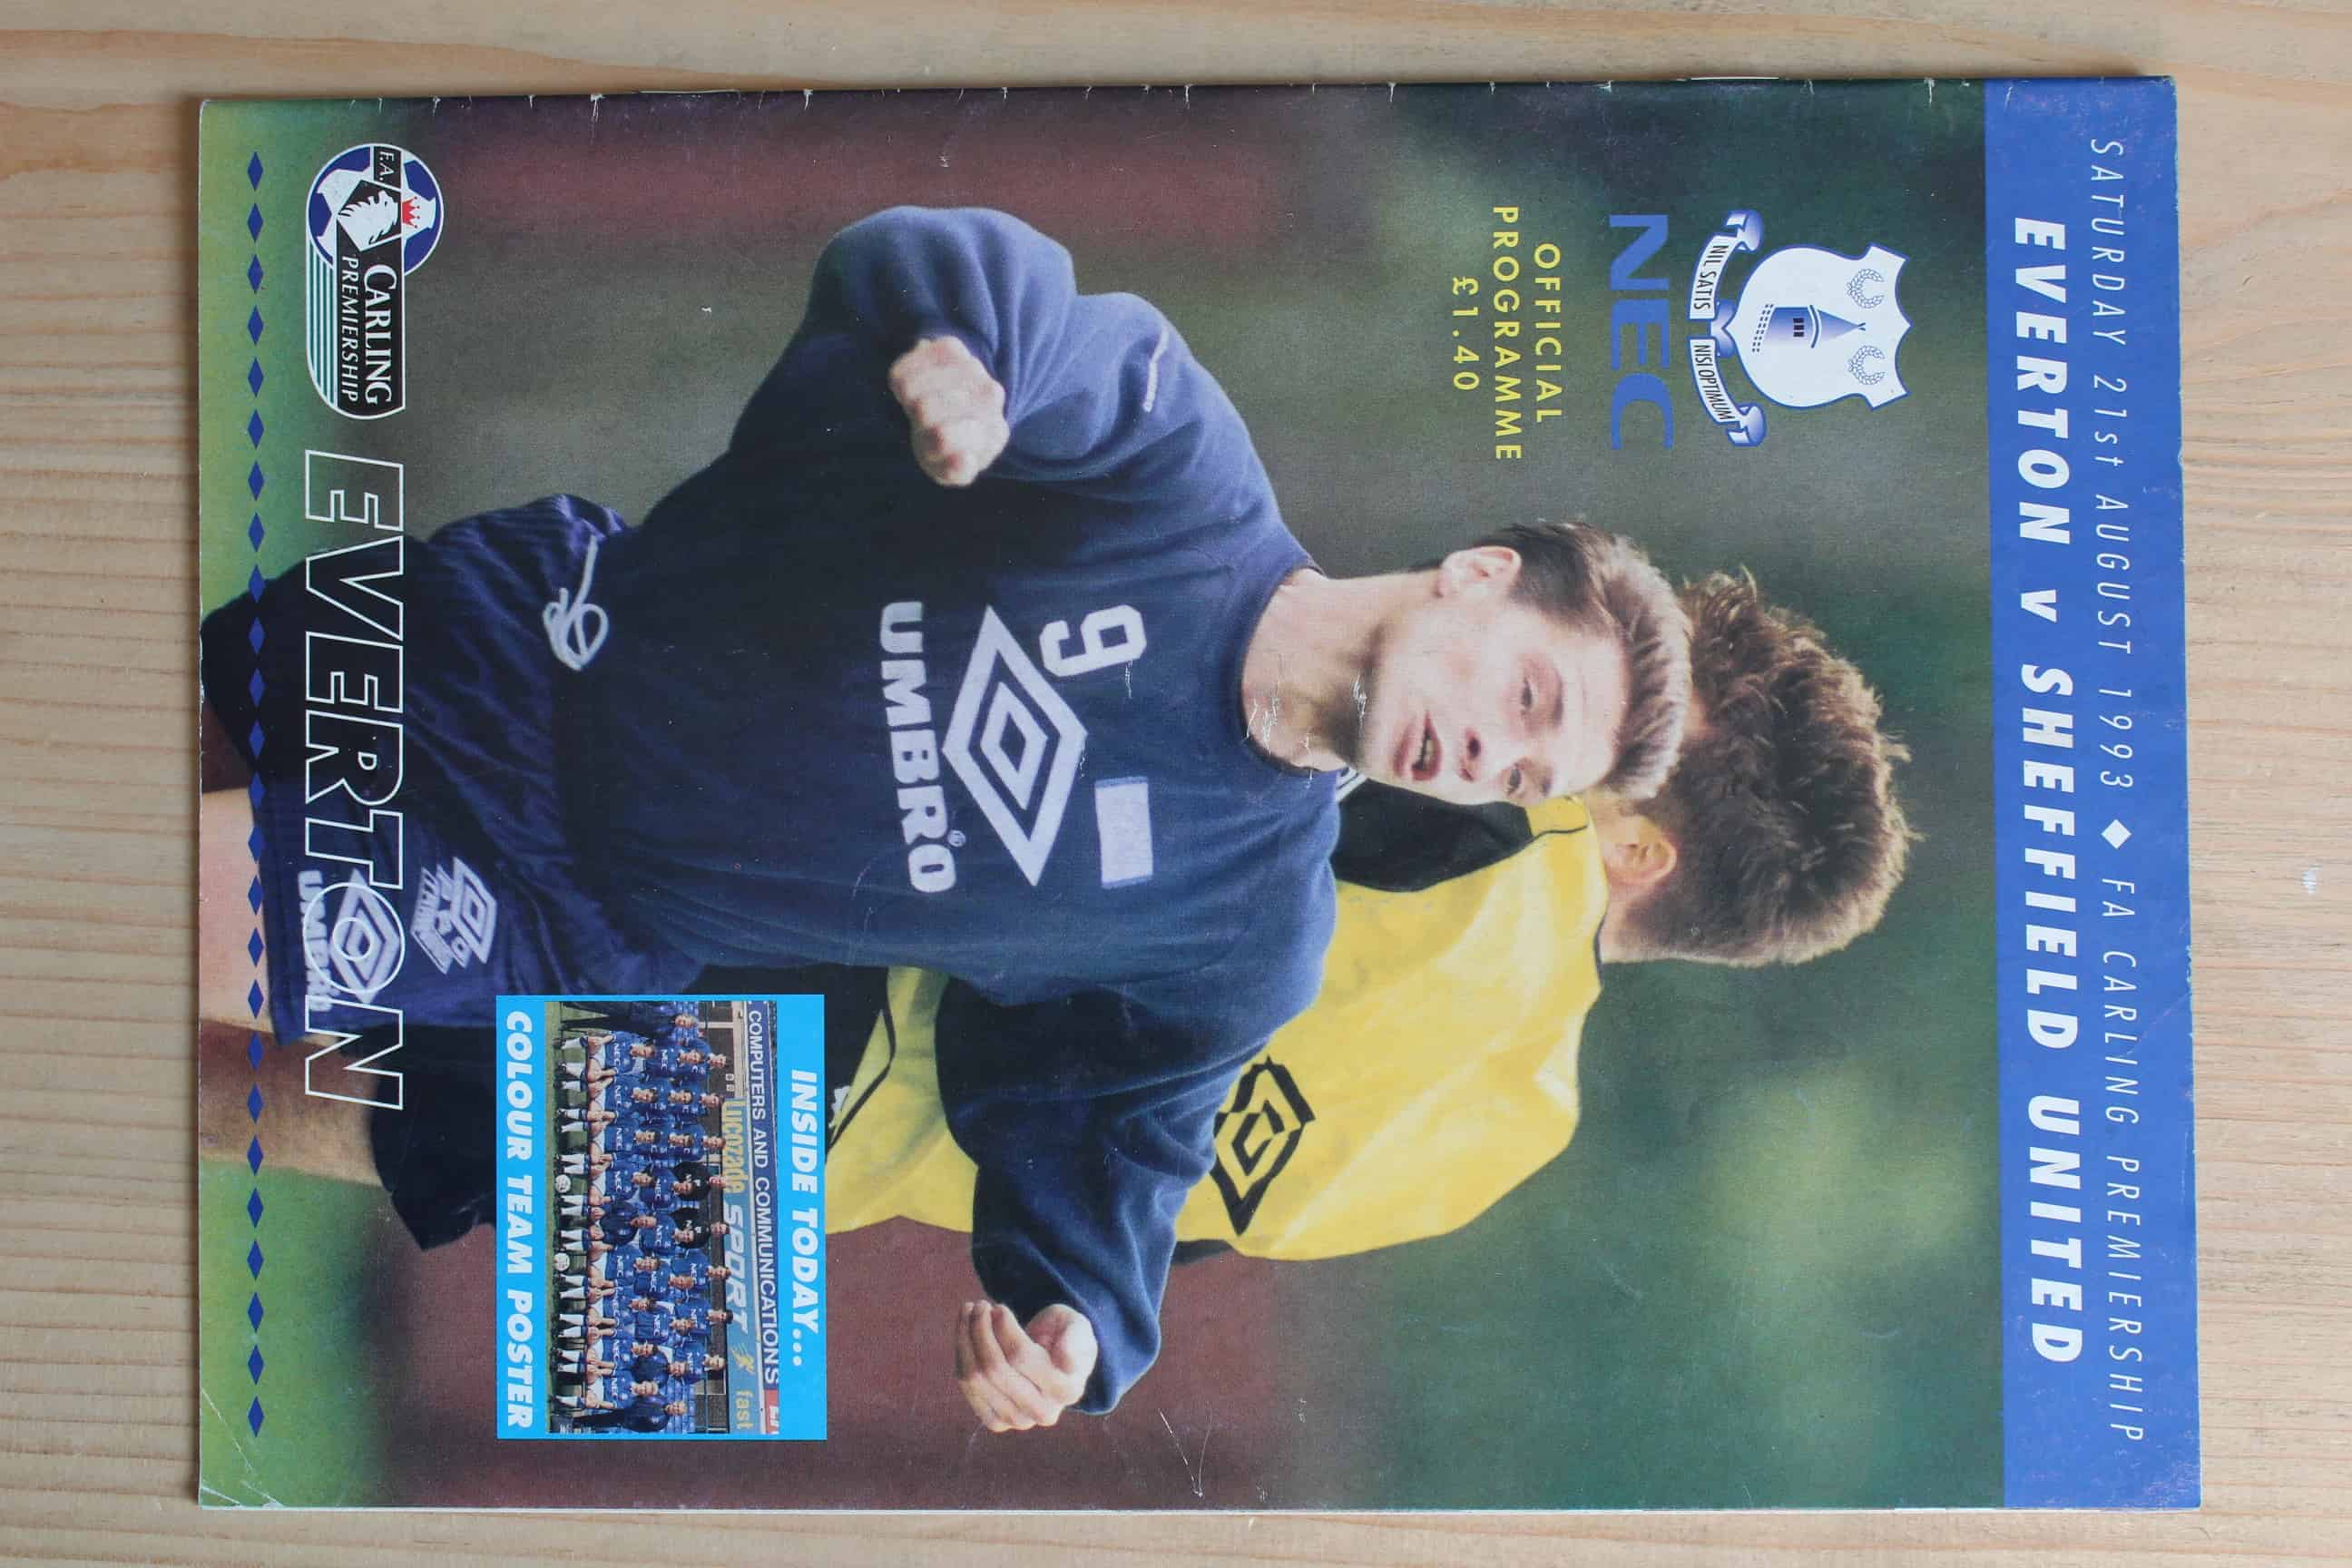 SATURDAY 21st AUGUST 1993 ◆ FA CARLING PREMIERSHIP
EVERTON v SHEFFIELD UNITED
NIL SATIS NISI OPTIMUM
NEC
OFFICIAL
PROGRAMME
£1.40
9
UMBRO
INSIDE TODAY...
COMPUTERS AND COMMUNICATIONS
Lucozade SPORT fast
COLOUR TEAM POSTER
UMBRO
F.A.
CARLING
PREMIERSHIP
EVERTON